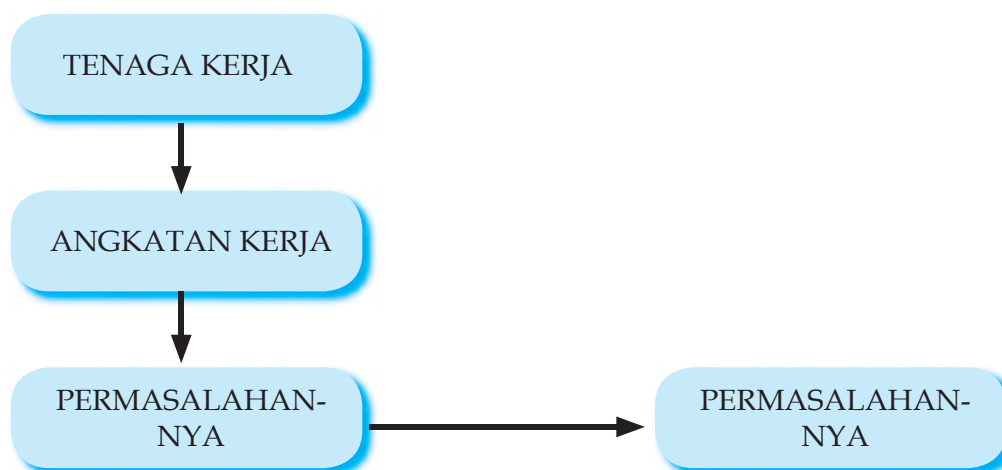 TENAGA KERJA
ANGKATAN KERJA
PERMASALAHAN-
NYA
PERMASALAHAN-
NYA